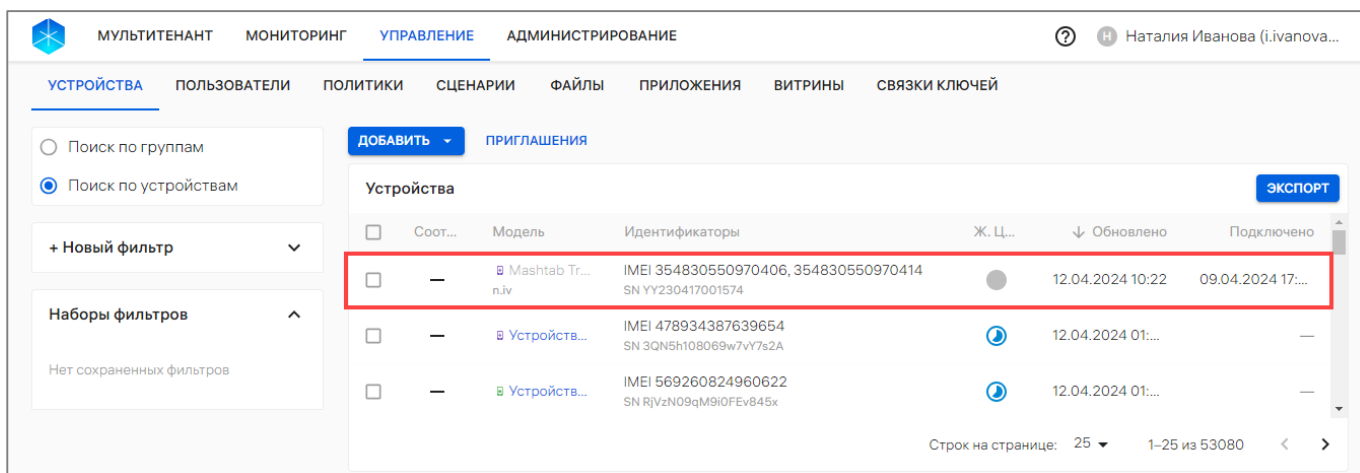 МУЛЬТИТЕНАНТ МОНИТОРИНГ УПРАВЛЕНИЕ АДМИНИСТРИРОВАНИЕ ? Н Наталия Иванова (i.ivanova...
УСТРОЙСТВА ПОЛЬЗОВАТЕЛИ ПОЛИТИКИ СЦЕНАРИИ ФАЙЛЫ ПРИЛОЖЕНИЯ ВИТРИНЫ СВЯЗКИ КЛЮЧЕЙ
Поиск по группам
Поиск по устройствам
+ Новый фильтр
Наборы фильтров
Нет сохраненных фильтров
ДОБАВИТЬ ПРИГЛАШЕНИЯ
Устройства ЭКСПОРТ
Соот... Модель Идентификаторы Ж. Ц... ↓ Обновлено Подключено
— Mashtab Tr... IMEI 354830550970406, 354830550970414 12.04.2024 10:22 09.04.2024 17:...
n.iv SN YY230417001574
— Устройств... IMEI 478934387639654 12.04.2024 01:... —
SN 3QN5h108069w7vY7s2A
— Устройств... IMEI 569260824960622 12.04.2024 01:... —
SN RjVzN09qM9i0FEv845x
Строк на странице: 25 1–25 из 53080 < >